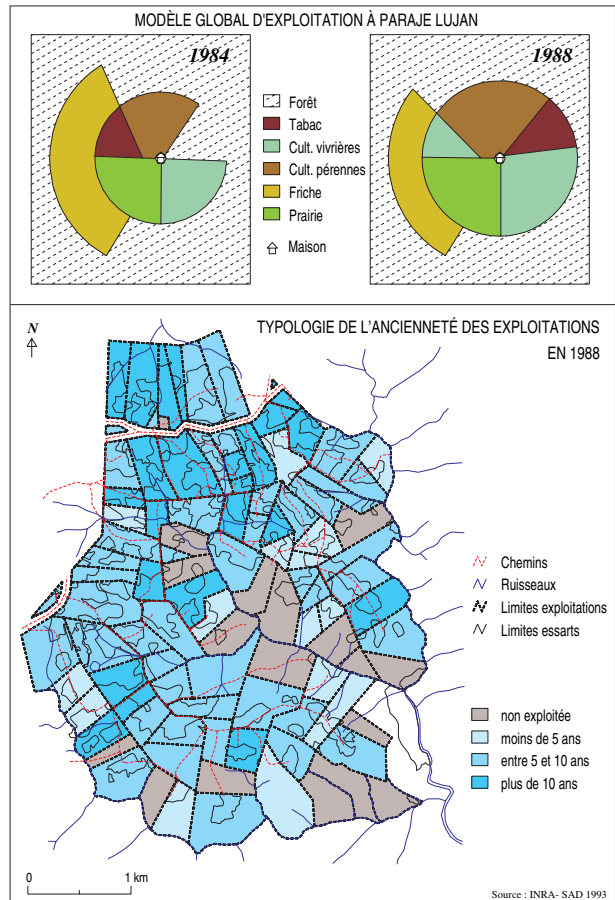 MODÈLE GLOBAL D'EXPLOITATION À PARAJE LUJAN
1984
1988
Forêt
Tabac
Cult. vivrières
Cult. pérennes
Friche
Prairie
Maison
N
TYPOLOGIE DE L'ANCIENNETÉ DES EXPLOITATIONS
EN 1988
Chemins
Ruisseaux
Limites exploitations
Limites essarts
non exploitée
moins de 5 ans
entre 5 et 10 ans
plus de 10 ans
0 1 km
Source : INRA- SAD 1993